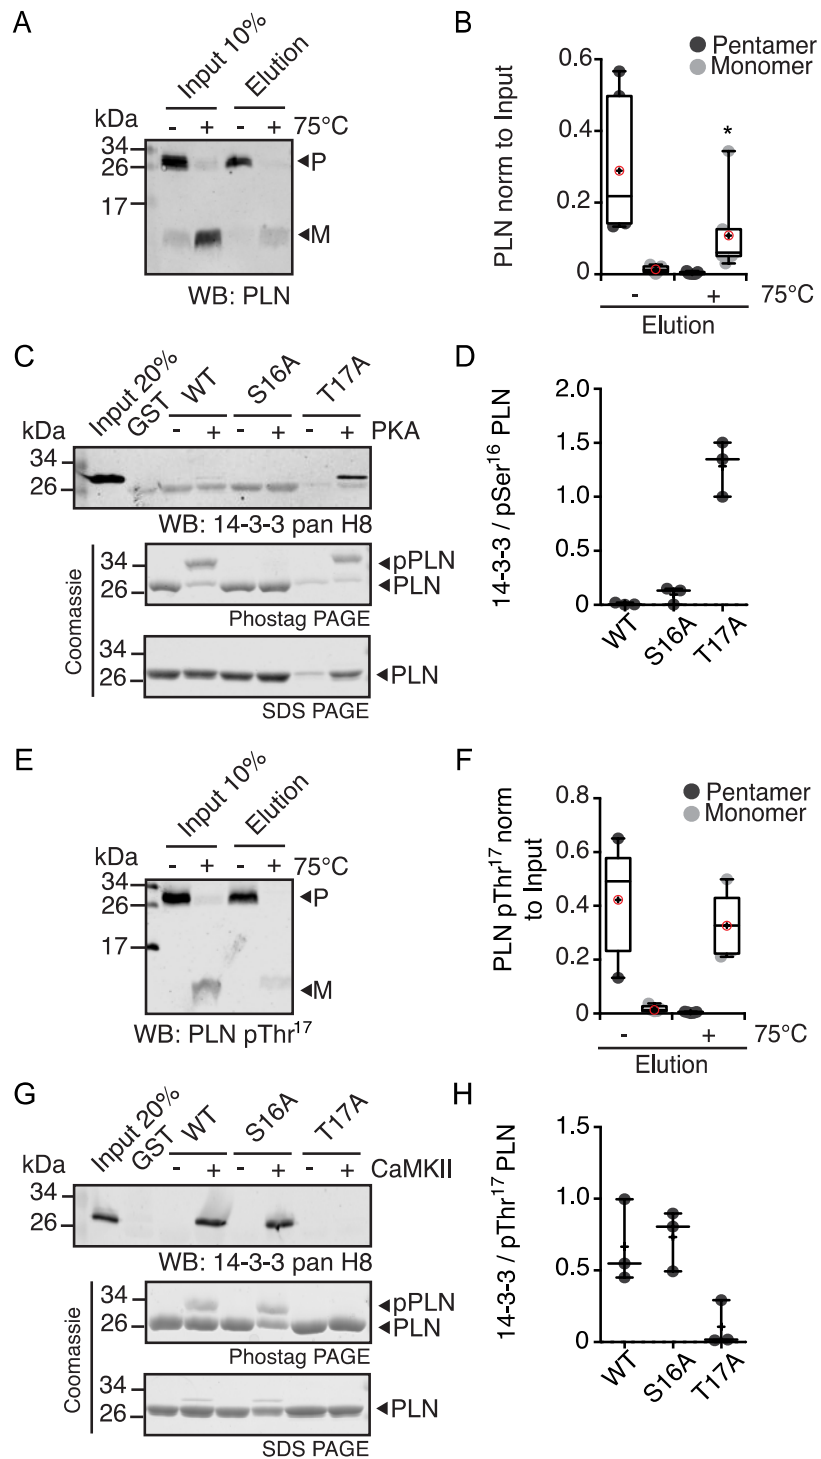 A
Input 10%
Elution
kDa
- + - + 75°C
34
26
17
◄P
◄M
WB: PLN
B
Pentamer
Monomer
PLN norm to Input
0.6
0.4
0.2
0
*
- + 75°C
Elution
C
Input 20%
GST
WT
S16A
T17A
kDa
- + - + - + PKA
34
26
WB: 14-3-3 pan H8
Coomassie
34
26
◄pPLN
◄PLN
Phostag PAGE
34
26
◄PLN
SDS PAGE
D
14-3-3 / pSer16 PLN
2.0
1.5
1.0
0.5
0
WT
S16A
T17A
E
Input 10%
Elution
kDa
- + - + 75°C
34
26
17
◄P
◄M
WB: PLN pThr17
F
Pentamer
Monomer
PLN pThr17 norm
to Input
0.8
0.6
0.4
0.2
0
- + 75°C
Elution
G
Input 20%
GST
WT
S16A
T17A
kDa
- + - + - + CaMKII
34
26
WB: 14-3-3 pan H8
Coomassie
34
26
◄pPLN
◄PLN
Phostag PAGE
34
26
◄PLN
SDS PAGE
H
14-3-3 / pThr17 PLN
1.5
1.0
0.5
0
WT
S16A
T17A